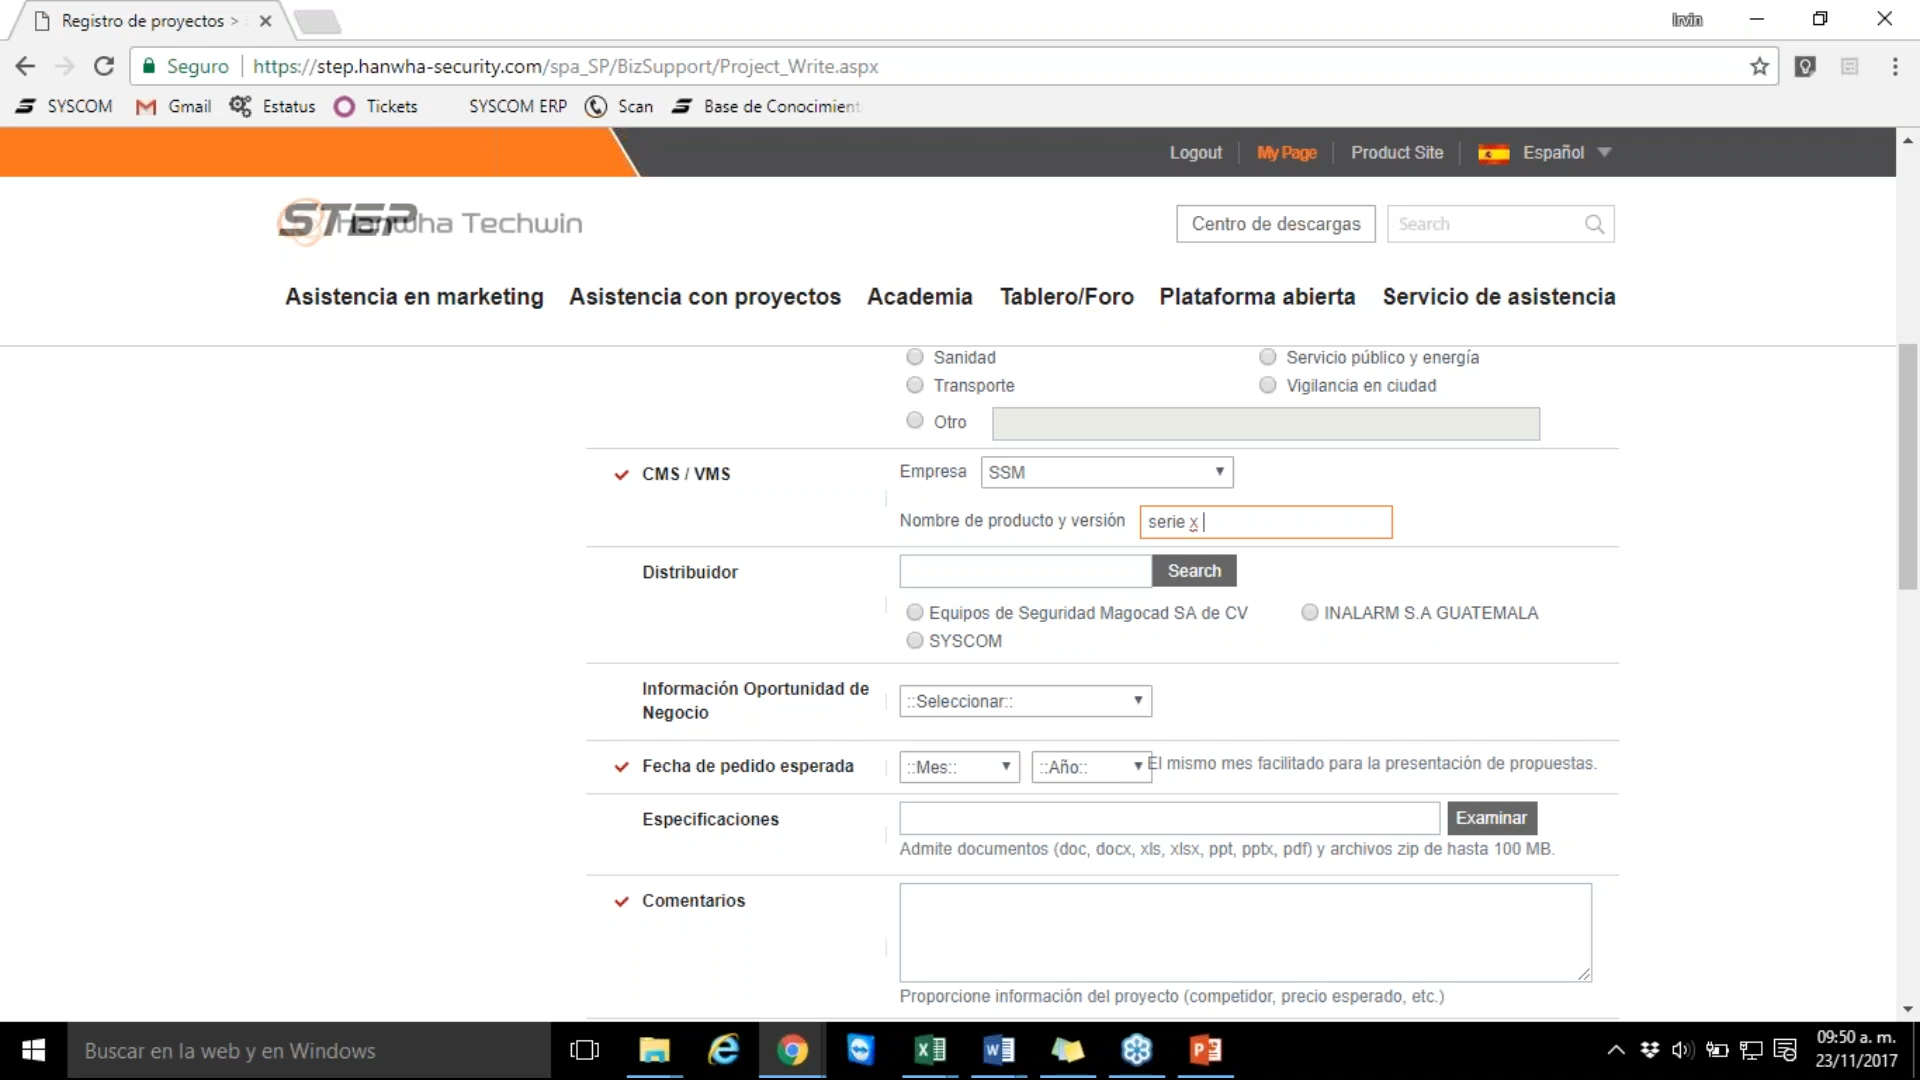 Registro de proyectos >
Irvin
Seguro https://step.hanwha-security.com/spa_SP/BizSupport/Project_Write.aspx
SYSCOM Gmail Estatus Tickets SYSCOM ERP Scan Base de Conocimient
Logout My Page Product Site Español
STEP Hanwha Techwin Centro de descargas Search
Asistencia en marketing Asistencia con proyectos Academia Tablero/Foro Plataforma abierta Servicio de asistencia
Sanidad Servicio público y energía
Transporte Vigilancia en ciudad
Otro
CMS / VMS Empresa SSM
Nombre de producto y versión serie x
Distribuidor Search
Equipos de Seguridad Magocad SA de CV INALARM S.A GUATEMALA
SYSCOM
Información Oportunidad de
Negocio ::Seleccionar::
Fecha de pedido esperada ::Mes:: ::Año:: El mismo mes facilitado para la presentación de propuestas.
Especificaciones Examinar
Admite documentos (doc, docx, xls, xlsx, ppt, pptx, pdf) y archivos zip de hasta 100 MB.
Comentarios
Proporcione información del proyecto (competidor, precio esperado, etc.)
Buscar en la web y en Windows
09:50 a. m.
23/11/2017